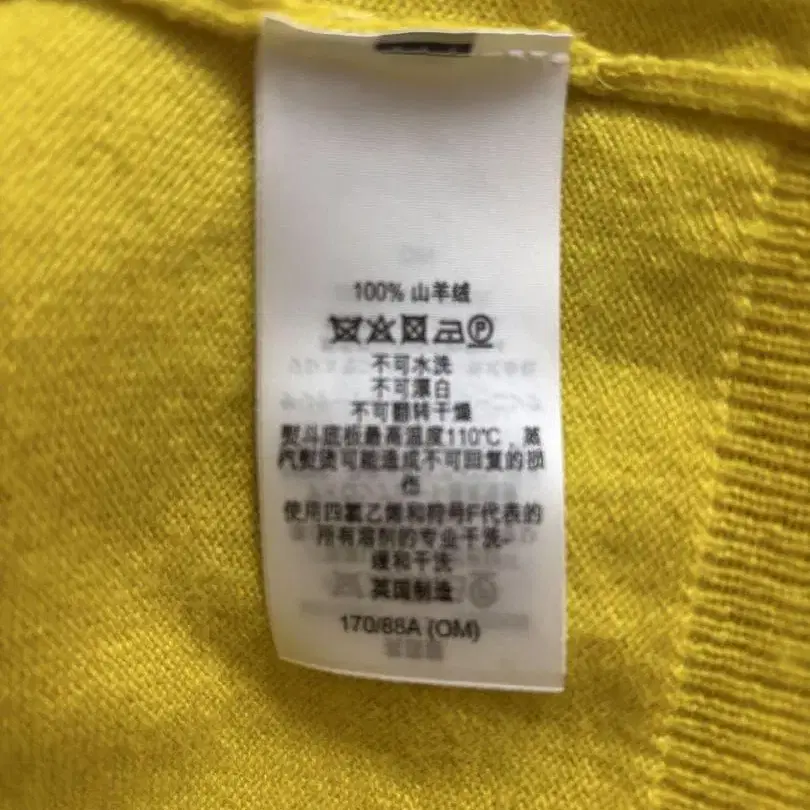 100% 山羊绒
不可水洗
不可漂白
不可翻转干燥
熨斗底板最高温度110℃，蒸
汽熨烫可能造成不可回复的损
伤
使用四氯乙烯和符号F代表的
所有溶剂的专业干洗-
缓和干洗
英国制造
170/88A (OM)